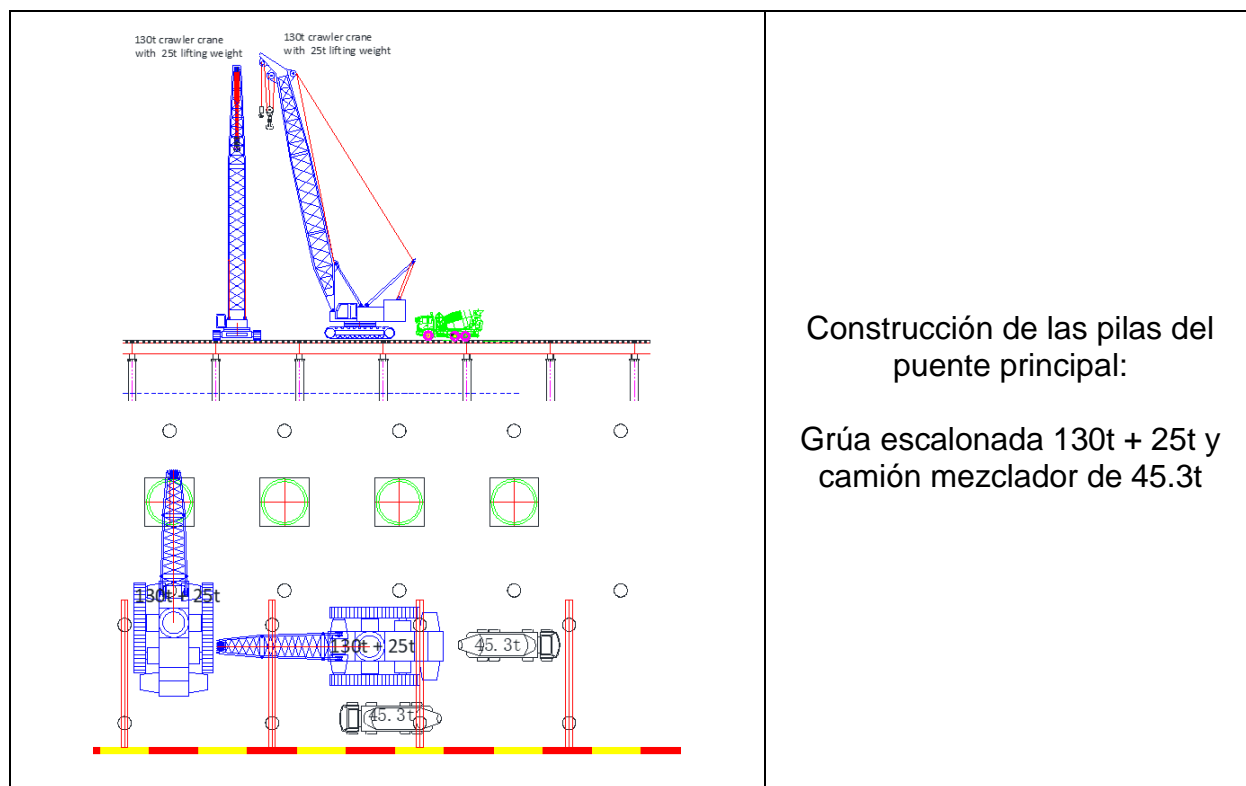 130t crawler crane
with 25t lifting weight
130t crawler crane
with 25t lifting weight
130t + 25t
130t + 25t
45.3t
45.3t
Construcción de las pilas del
puente principal:
Grúa escalonada 130t + 25t y
camión mezclador de 45.3t